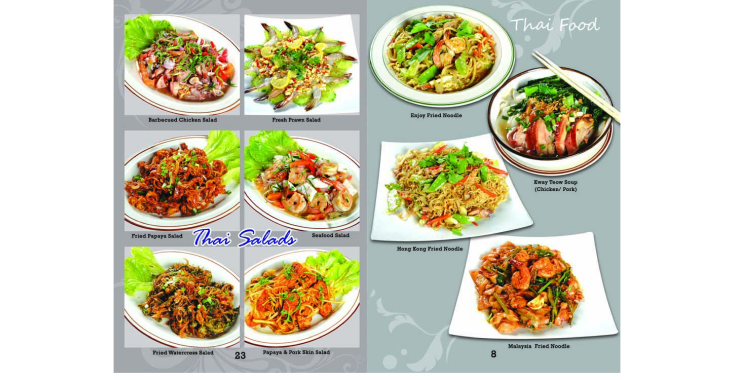 Barbecued Chicken Salad
Fresh Prawn Salad
Fried Papaya Salad
Thai Salads
Seafood Salad
Fried Watercress Salad
23
Papaya & Pork Skin Salad
Thai Food
Enjoy Fried Noodle
Kway Teow Soup
(Chicken/ Pork)
Hong Kong Fried Noodle
Malaysia Fried Noodle
8